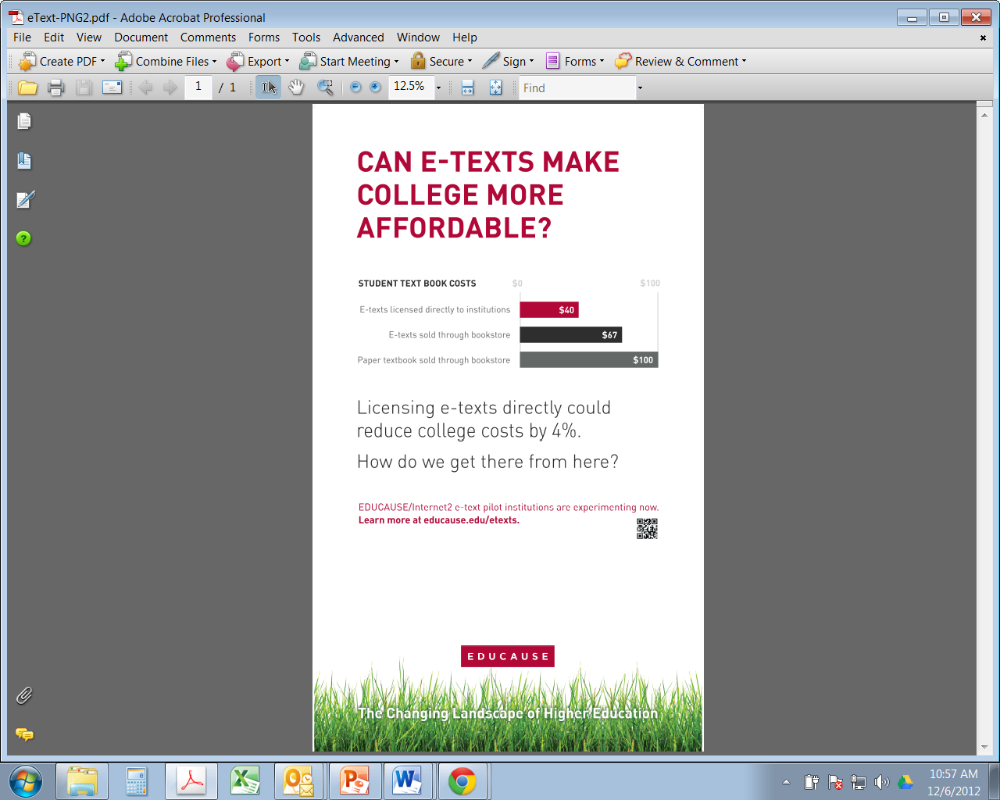 eText-PNG2.pdf - Adobe Acrobat Professional
File Edit View Document Comments Forms Tools Advanced Window Help
Create PDF Combine Files Export Start Meeting Secure Sign Forms Review & Comment
1 / 1 12.5% Find
CAN E-TEXTS MAKE
COLLEGE MORE
AFFORDABLE?
STUDENT TEXT BOOK COSTS $0 $100
E-texts licensed directly to institutions $40
E-texts sold through bookstore $67
Paper textbook sold through bookstore $100
Licensing e-texts directly could
reduce college costs by 4%.
How do we get there from here?
EDUCAUSE/Internet2 e-text pilot institutions are experimenting now.
Learn more at educause.edu/etexts.
EDUCAUSE
The Changing Landscape of Higher Education
10:57 AM
12/6/2012